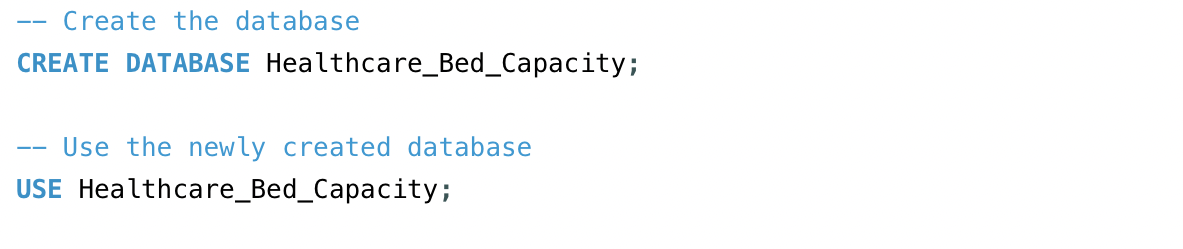 -- Create the database
CREATE DATABASE Healthcare_Bed_Capacity;
-- Use the newly created database
USE Healthcare_Bed_Capacity;